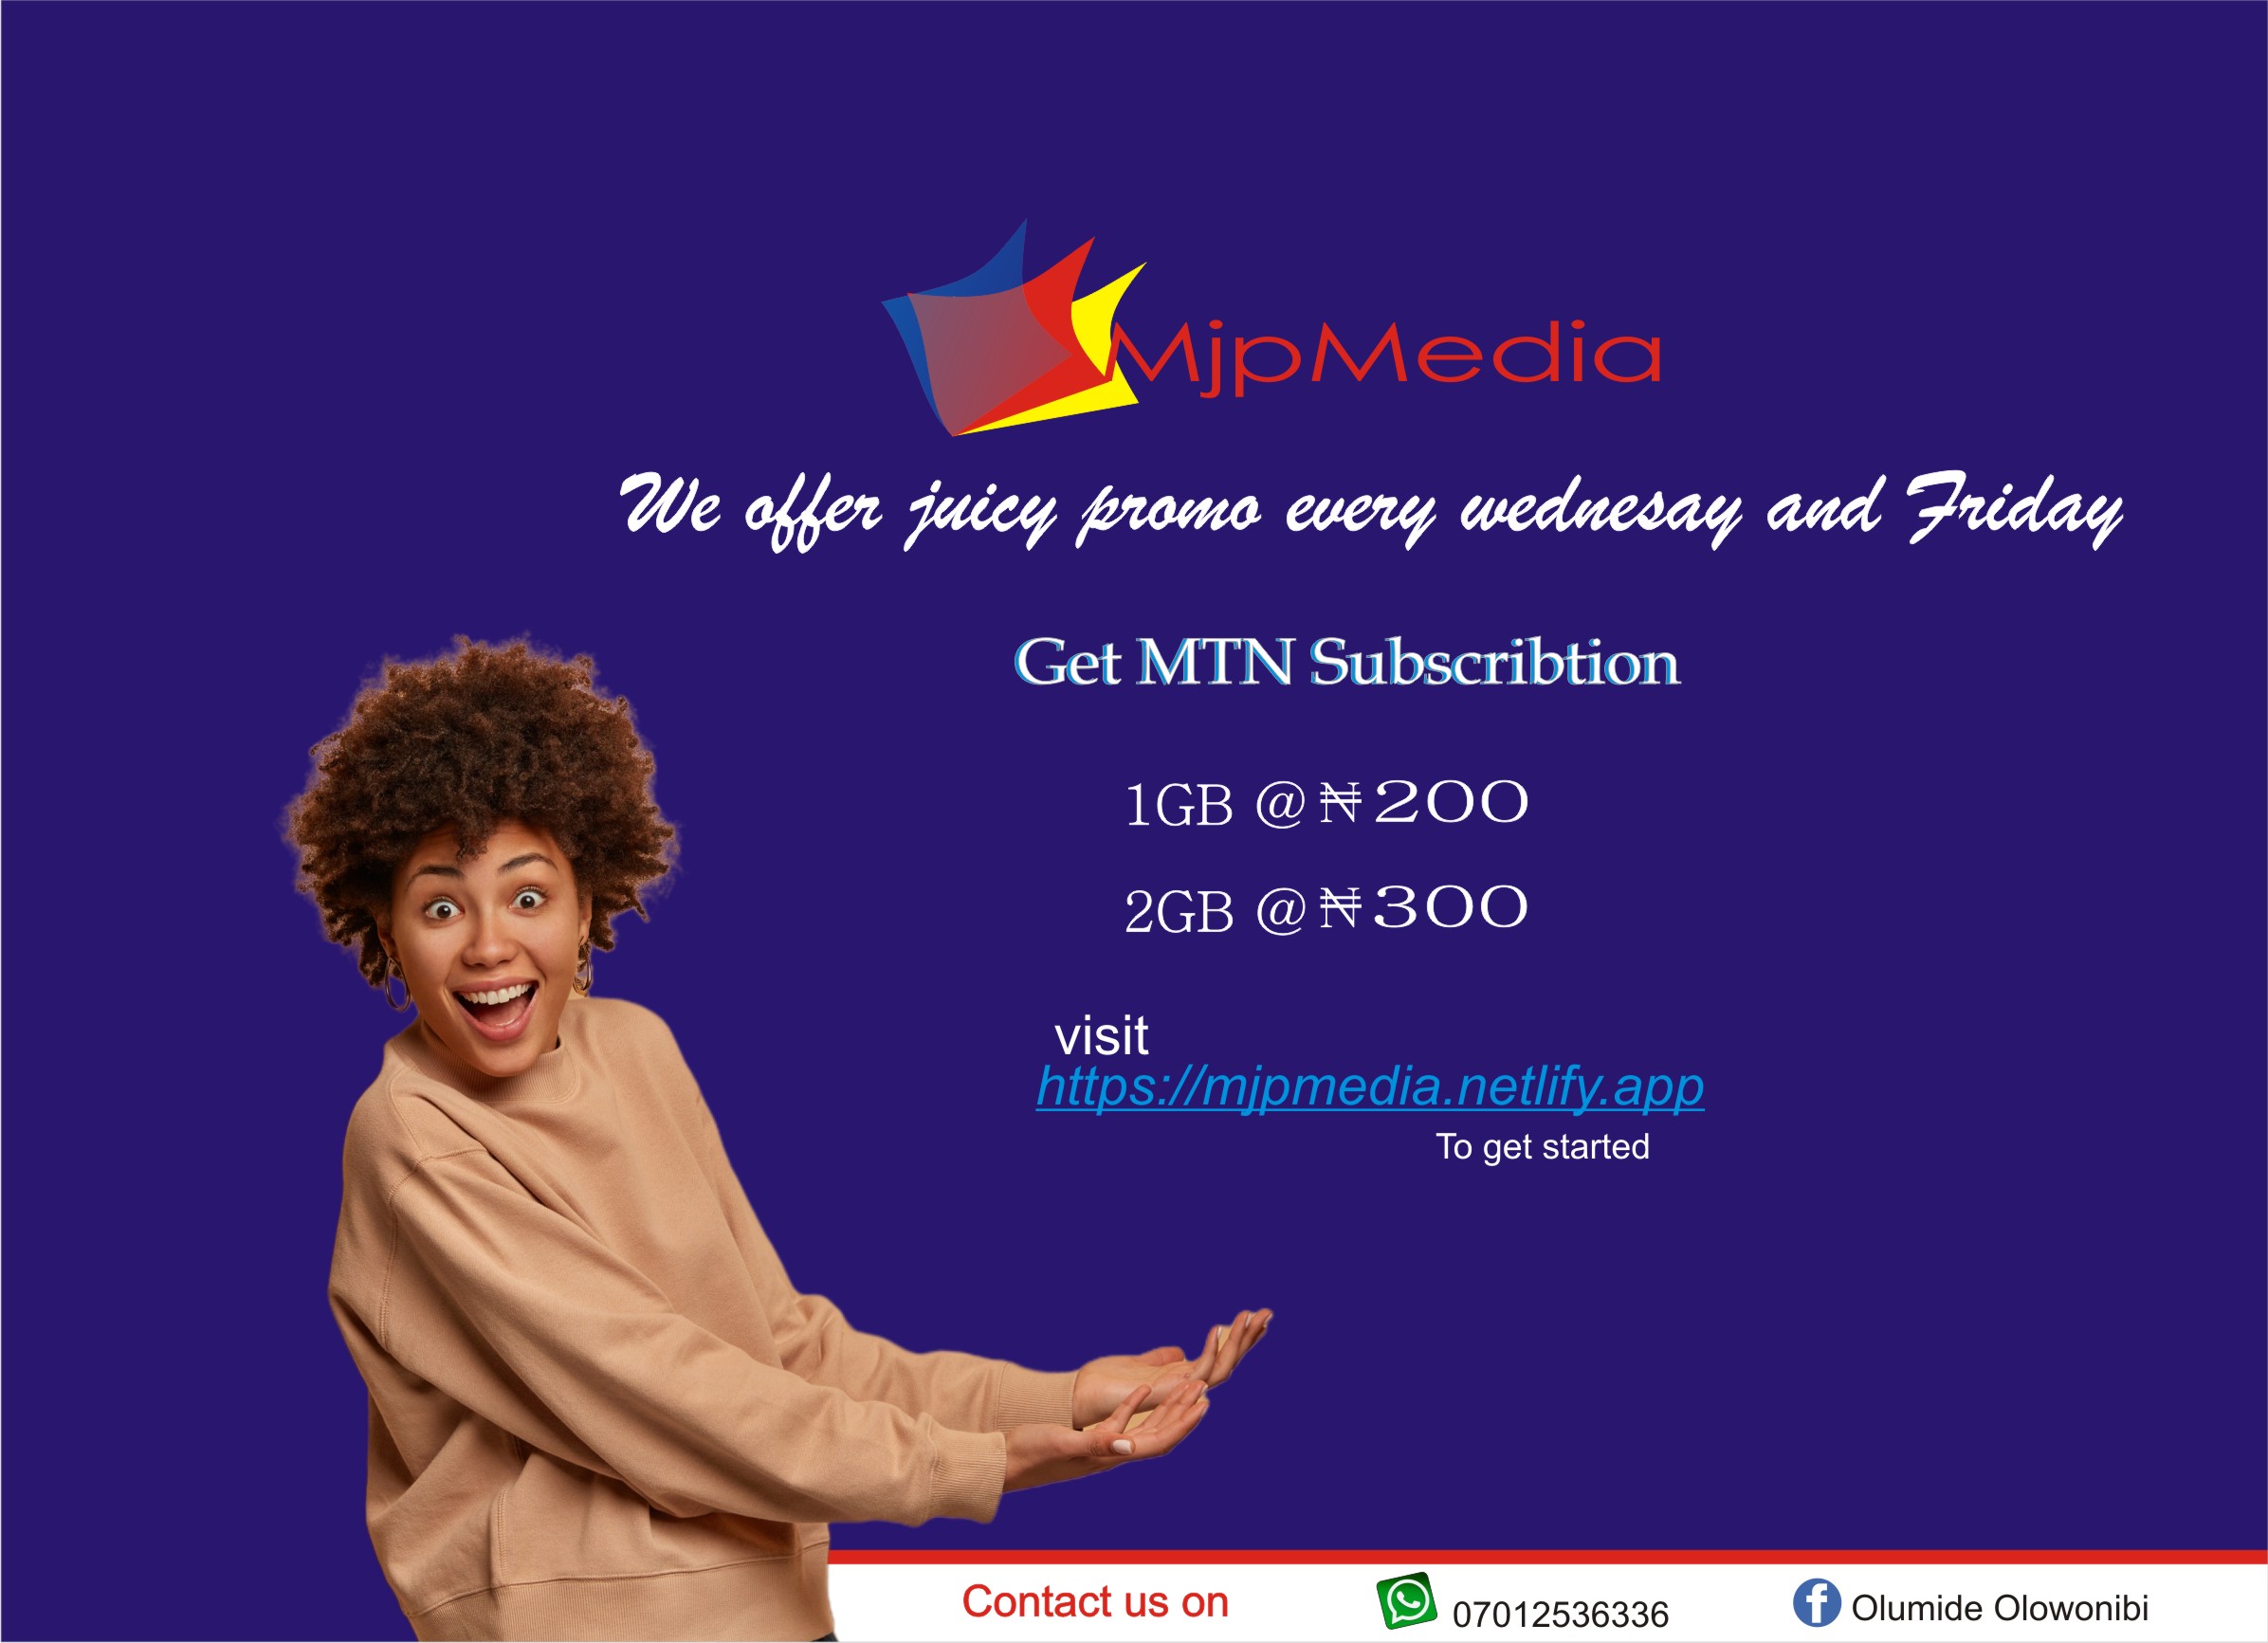 MjpMedia
We offer juicy promo every wednesay and Friday
Get MTN Subscribtion
1GB @ ₦200
2GB @ ₦300
visit
https://mjpmedia.netlify.app
To get started
Contact us on 07012536336 Olumide Olowonibi